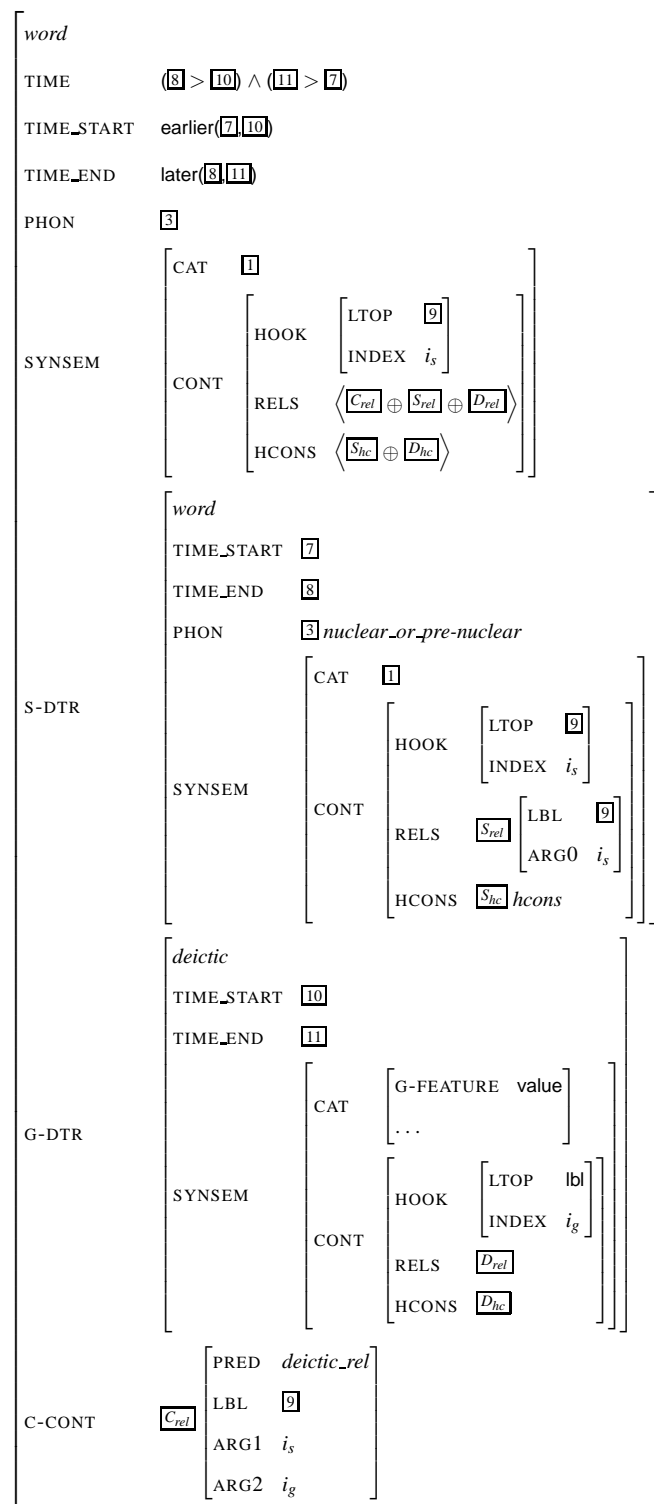 word
TIME (8 > 10) ∧ (11 > 7)
TIME_START earlier(7,10)
TIME_END later(8,11)
PHON 3
CAT 1
LTOP 9
HOOK
INDEX i_s
SYNSEM
CONT
RELS ⟨C_rel ⊕ S_rel ⊕ D_rel⟩
HCONS ⟨S_hc ⊕ D_hc⟩
word
TIME_START 7
TIME_END 8
PHON 3 nuclear_or_pre-nuclear
CAT 1
S-DTR
LTOP 9
HOOK
INDEX i_s
SYNSEM
CONT
LBL 9
RELS S_rel
ARG0 i_s
HCONS S_hc hcons
deictic
TIME_START 10
TIME_END 11
G-FEATURE value
CAT
...
G-DTR
LTOP lbl
SYNSEM HOOK
INDEX i_g
CONT
RELS D_rel
HCONS D_hc
PRED deictic_rel
LBL 9
C-CONT C_rel
ARG1 i_s
ARG2 i_g